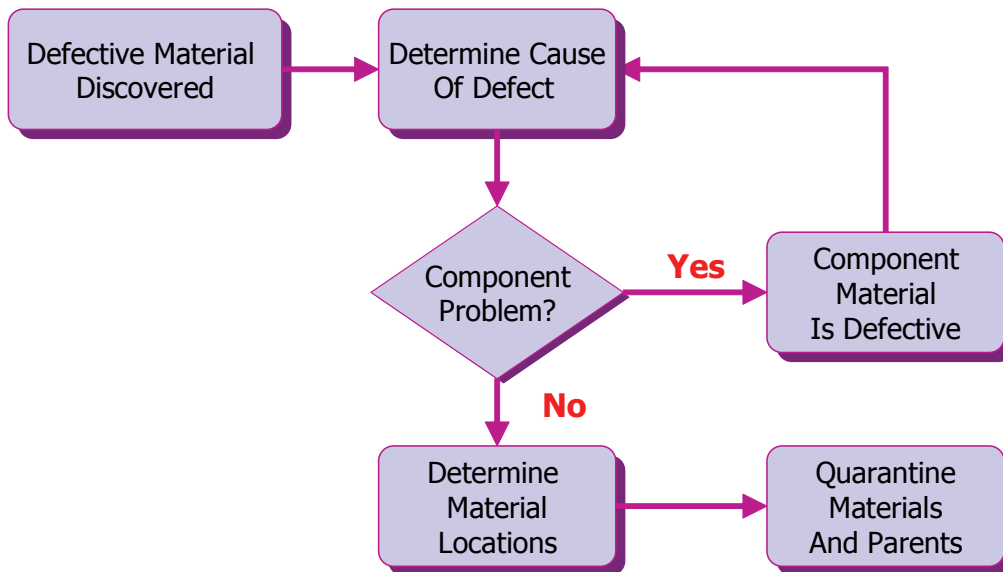 Defective Material
Discovered
Determine Cause
Of Defect
Component
Problem?
Yes
Component
Material
Is Defective
No
Determine
Material
Locations
Quarantine
Materials
And Parents